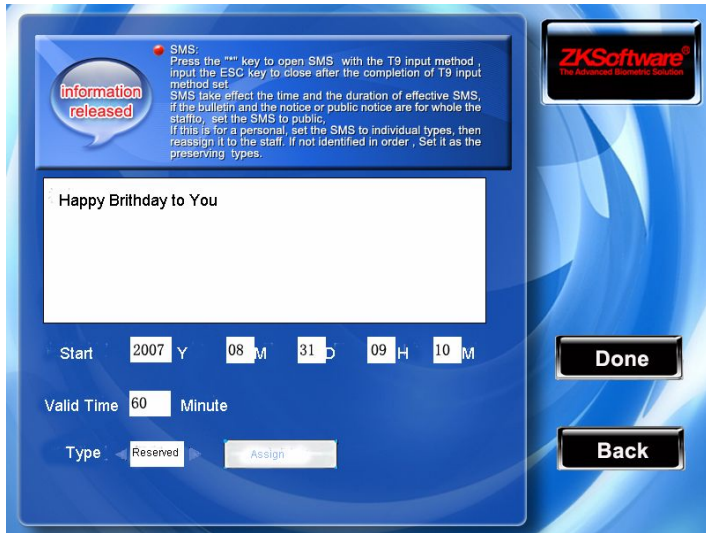 SMS:
Press the "*" key to open SMS with the T9 input method ,
input the ESC key to close after the completion of T9 input
method set
SMS take effect the time and the duration of effective SMS,
if the bulletin and the notice or public notice are for whole the
staffto, set the SMS to public,
If this is for a personal, set the SMS to individual types, then
reassign it to the staff. If not identified in order , Set it as the
preserving types.
information
released
ZKSoftware®
The Advanced Biometric Solution
Happy Brithday to You
Start 2007 Y 08 M 31 D 09 H 10 M
Valid Time 60 Minute
Type Reserved Assign
Done
Back